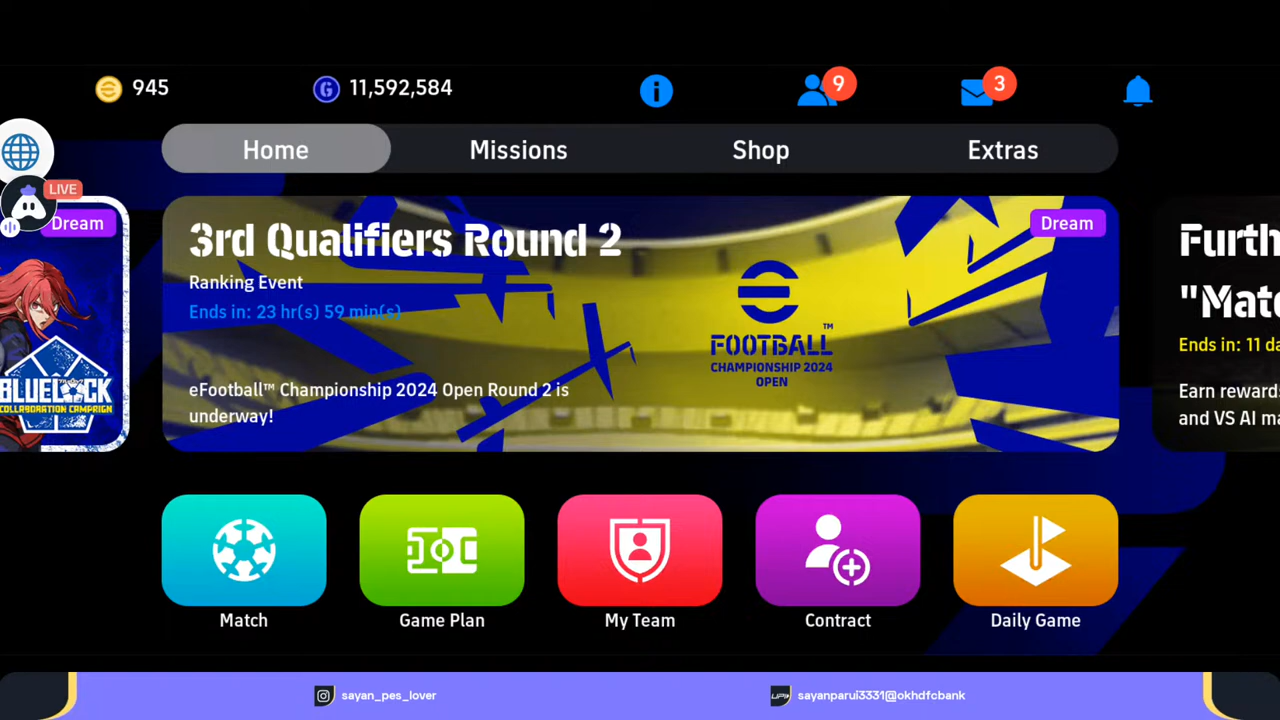 945
11,592,584
9
3
Home
Missions
Shop
Extras
LIVE
Dream
BLUELOCK
COLLABORATION CAMPAIGN
3rd Qualifiers Round 2
Dream
Ranking Event
Ends in: 23 hr(s) 59 min(s)
eFootball™ Championship 2024 Open Round 2 is
underway!
FOOTBALL™
CHAMPIONSHIP 2024
OPEN
Furth
"Matc
Ends in: 11 da
Earn rewards
and VS AI ma
Match
Game Plan
My Team
Contract
Daily Game
sayan_pes_lover
UPI
sayanparui3331@okhdfcbank